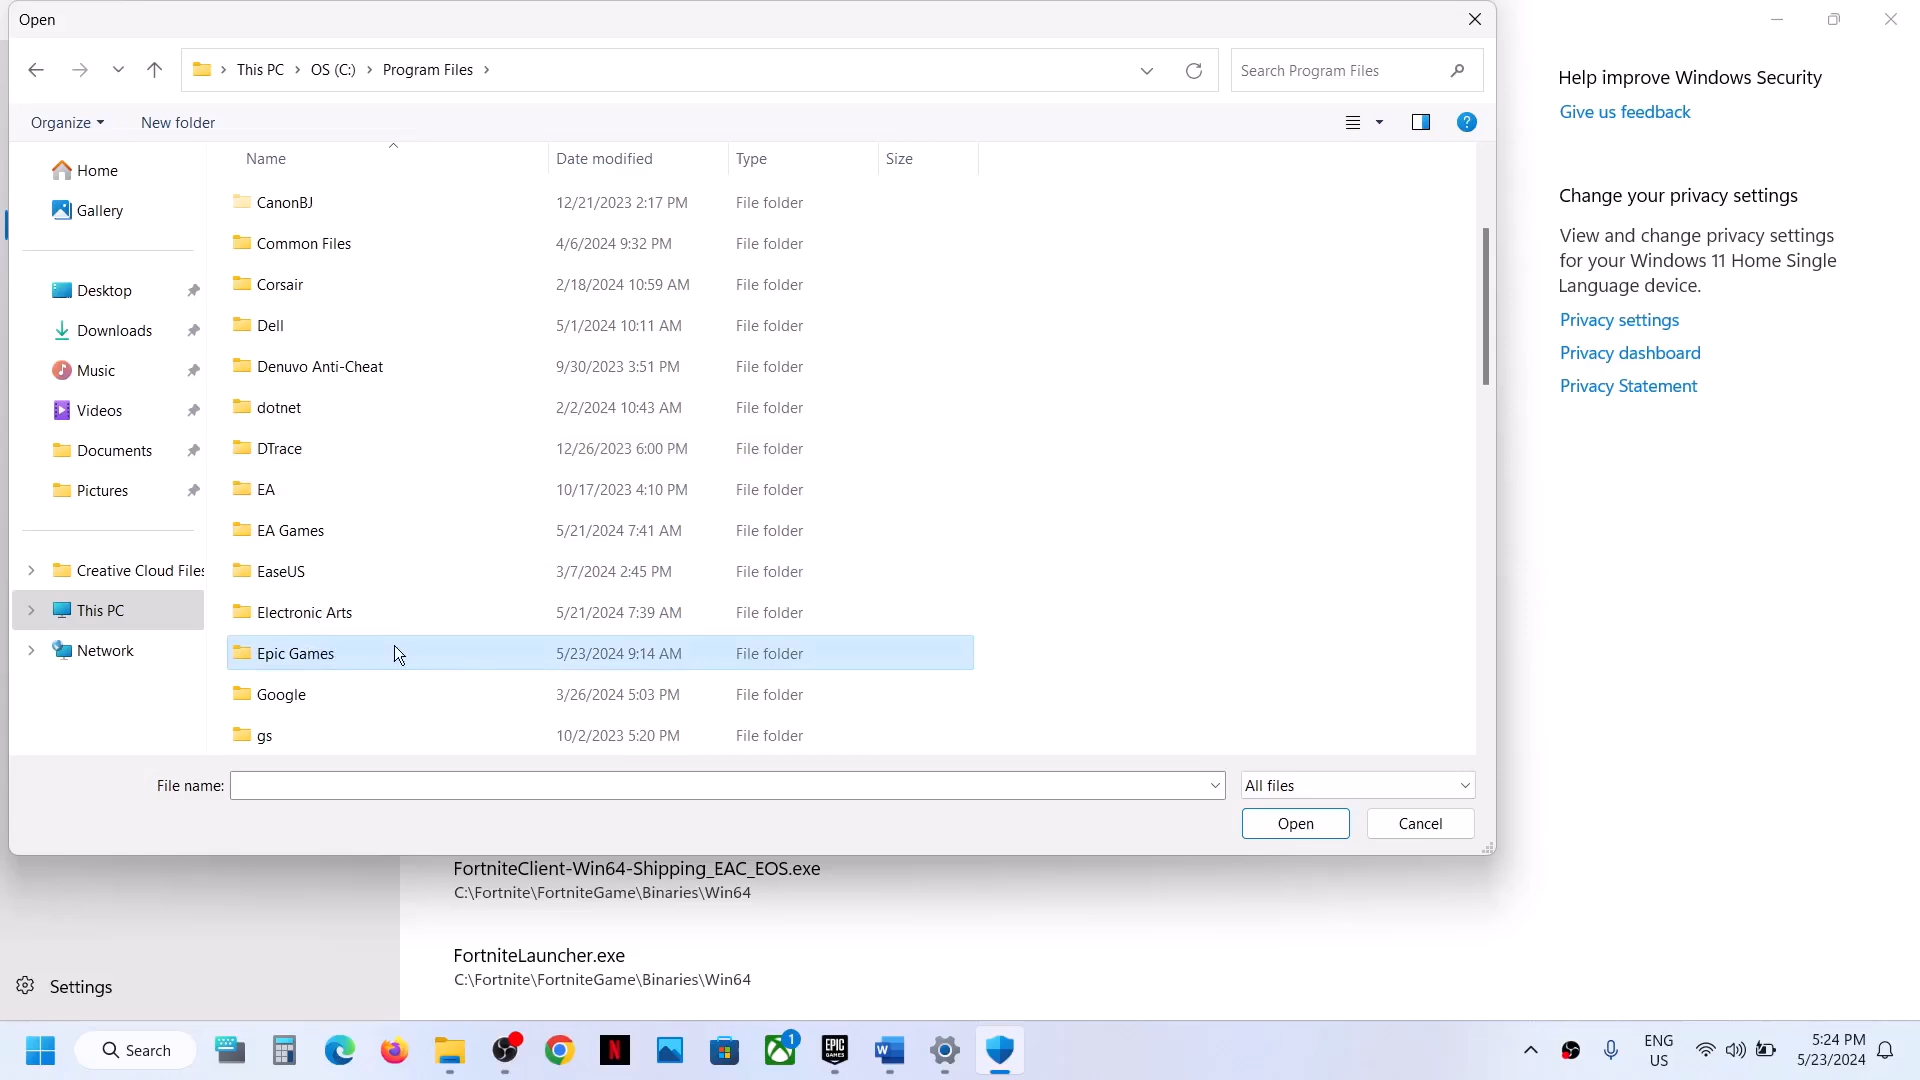 Open
This PC > OS (C:) > Program Files >
Search Program Files
Organize
New folder
Name
Date modified
Type
Size
Home
Gallery
Desktop
Downloads
Music
Videos
Documents
Pictures
Creative Cloud Files
This PC
Network
CanonBJ 12/21/2023 2:17 PM File folder
Common Files 4/6/2024 9:32 PM File folder
Corsair 2/18/2024 10:59 AM File folder
Dell 5/1/2024 10:11 AM File folder
Denuvo Anti-Cheat 9/30/2023 3:51 PM File folder
dotnet 2/2/2024 10:43 AM File folder
DTrace 12/26/2023 6:00 PM File folder
EA 10/17/2023 4:10 PM File folder
EA Games 5/21/2024 7:41 AM File folder
EaseUS 3/7/2024 2:45 PM File folder
Electronic Arts 5/21/2024 7:39 AM File folder
Epic Games 5/23/2024 9:14 AM File folder
Google 3/26/2024 5:03 PM File folder
gs 10/2/2023 5:20 PM File folder
File name:
All files
Open
Cancel
Help improve Windows Security
Give us feedback
Change your privacy settings
View and change privacy settings
for your Windows 11 Home Single
Language device.
Privacy settings
Privacy dashboard
Privacy Statement
FortniteClient-Win64-Shipping_EAC_EOS.exe
C:\Fortnite\FortniteGame\Binaries\Win64
FortniteLauncher.exe
C:\Fortnite\FortniteGame\Binaries\Win64
Settings
Search
N
1
EPIC
GAMES
W
ENG
US
5:24 PM
5/23/2024